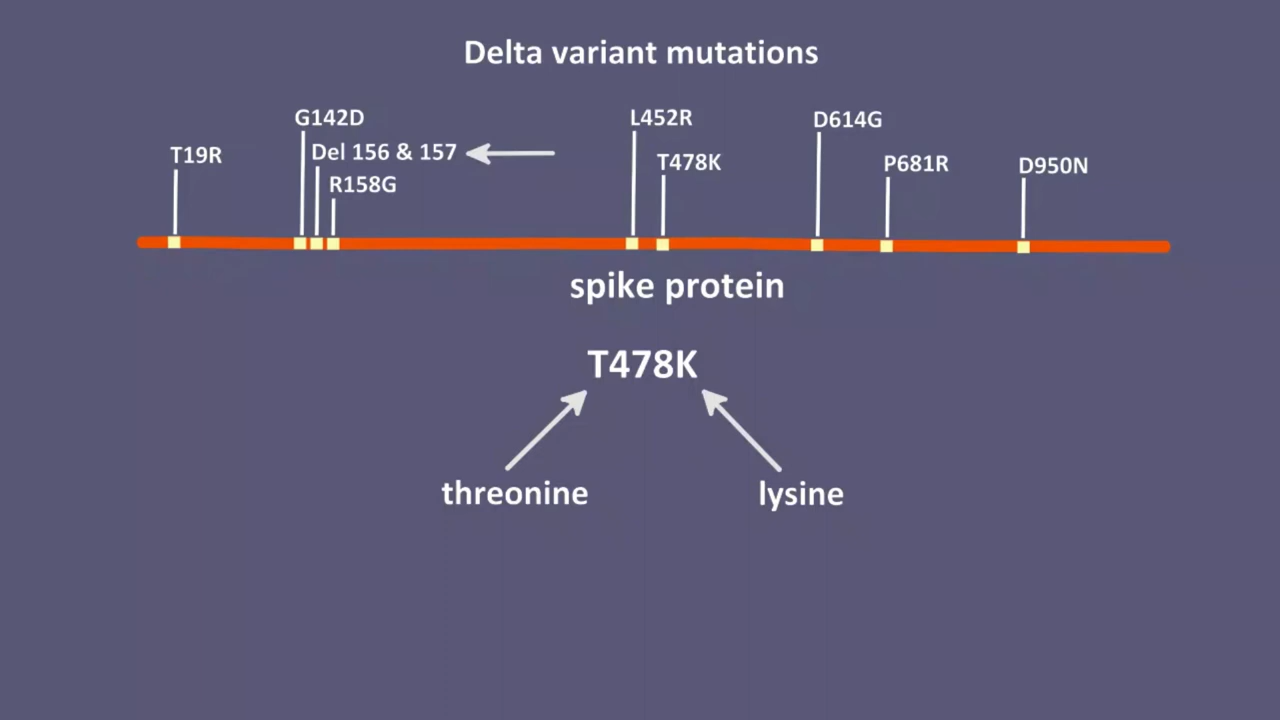 Delta variant mutations
G142D
L452R
D614G
Del 156 & 157
T19R
T478K
P681R
D950N
R158G
spike protein
T478K
threonine
lysine